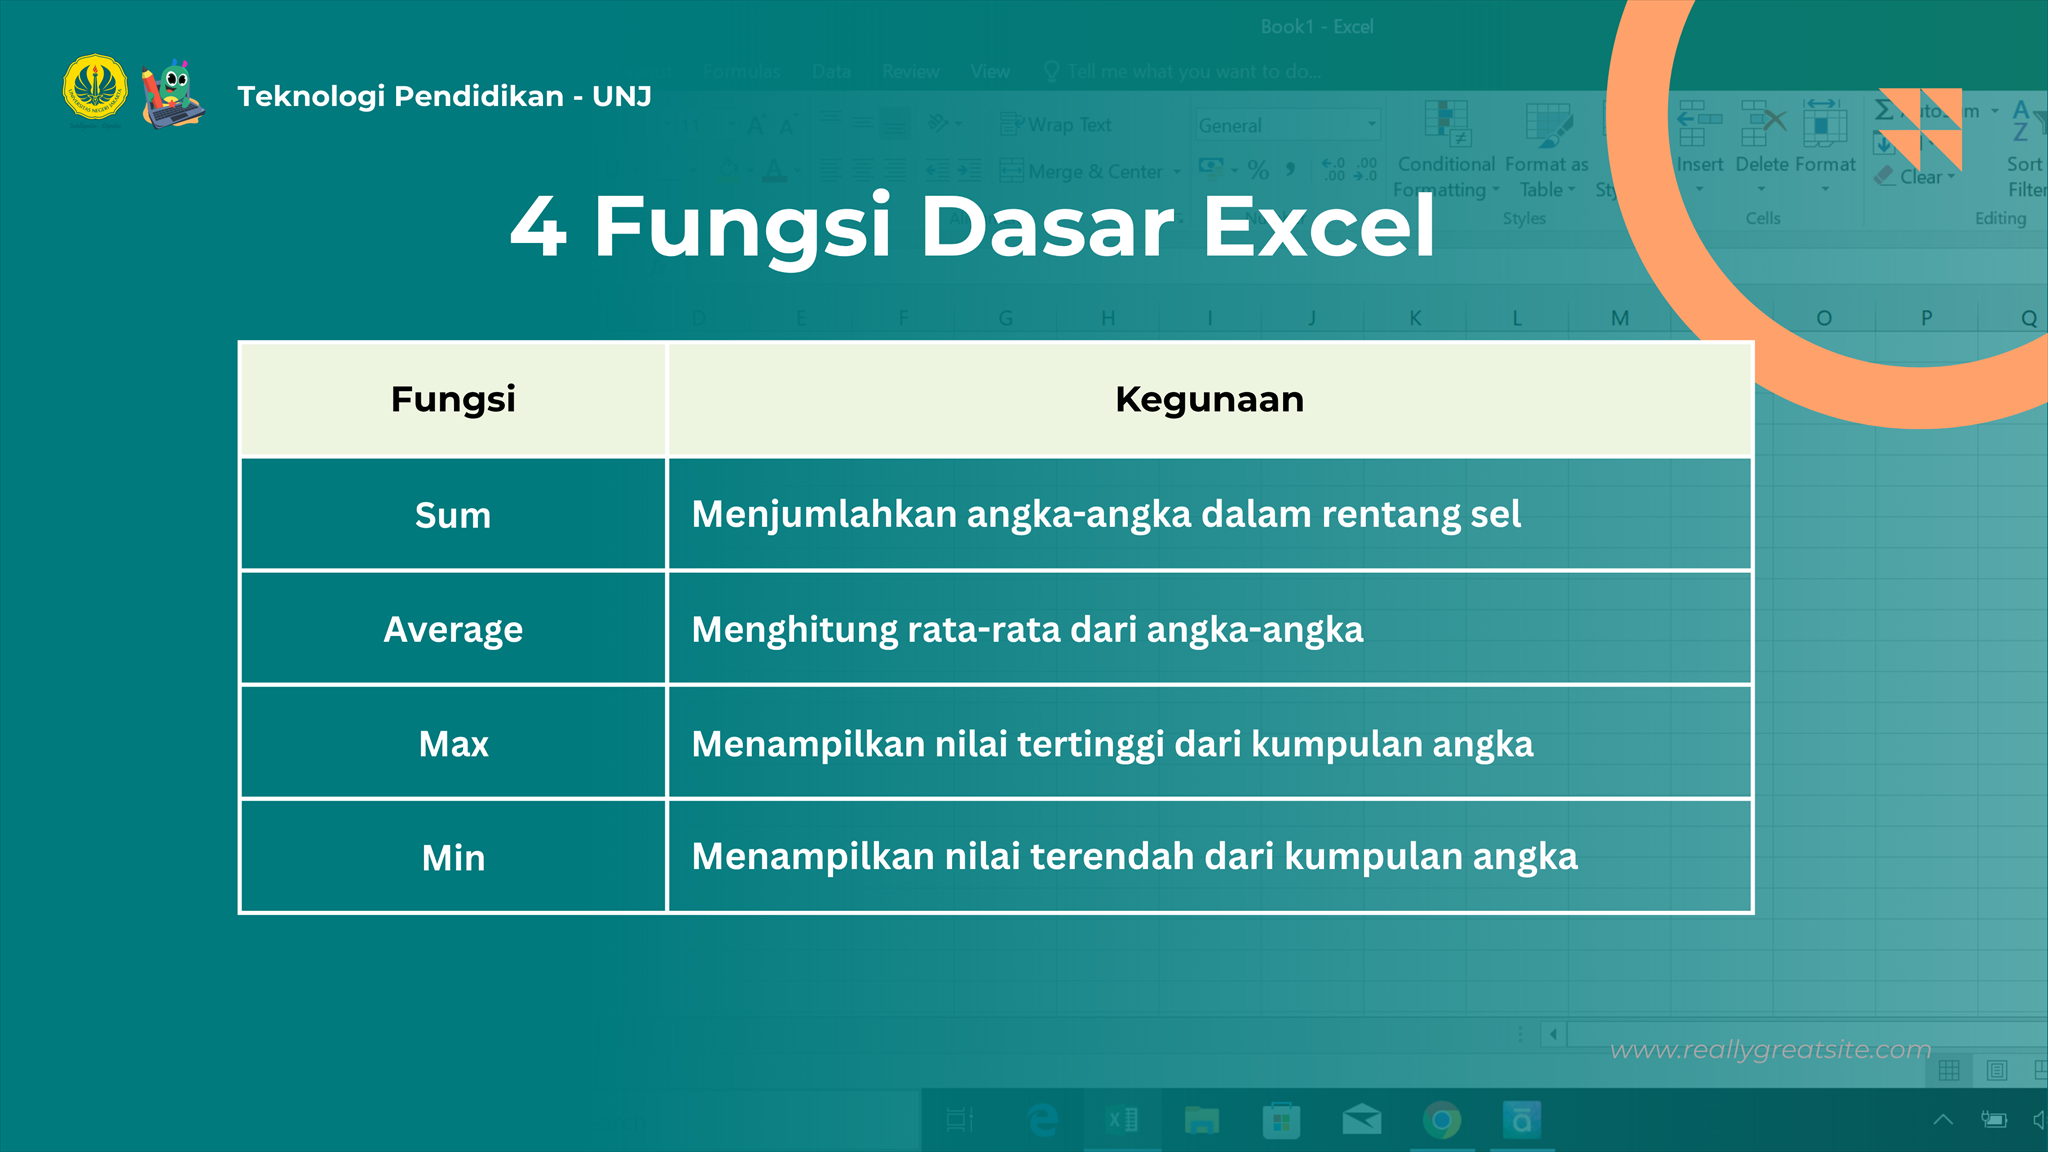 Book1 - Excel
Formulas Data Review View Tell me what you want to do...
Teknologi Pendidikan - UNJ
Wrap Text
General
Merge & Center
%
Conditional Formatting
Format as Table
Insert
Delete
Format
Clear
Sort
Filter
Styles
Cells
Editing
4 Fungsi Dasar Excel
D E F G H I J K L M O P Q
Fungsi Kegunaan
Sum Menjumlahkan angka-angka dalam rentang sel
Average Menghitung rata-rata dari angka-angka
Max Menampilkan nilai tertinggi dari kumpulan angka
Min Menampilkan nilai terendah dari kumpulan angka
www.reallygreatsite.com